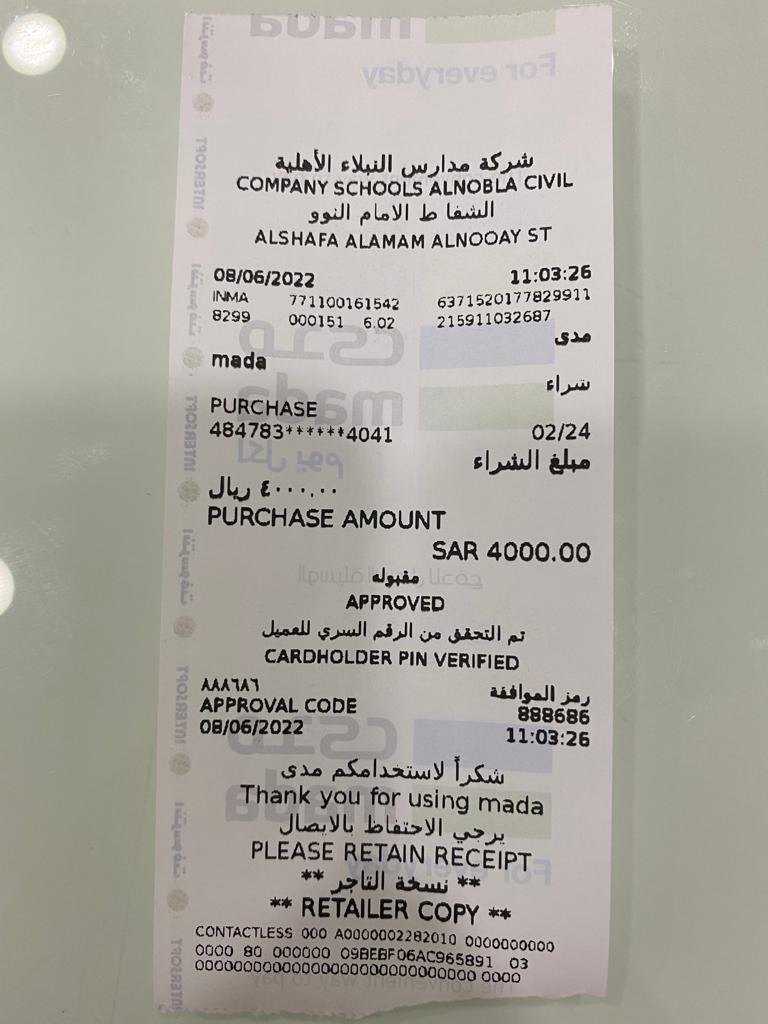 شركة مدارس النبلاء الأهلية
COMPANY SCHOOLS ALNOBLA CIVIL
الشفا ط الامام النوو
ALSHAFA ALAMAM ALNOOAY ST
08/06/2022 11:03:26
INMA 771100161542 6371520177829911
8299 000151 6.02 215911032687
مدى
mada
شراء
PURCHASE
484783******4041 02/24
مبلغ الشراء
٤٠٠٠,٠٠ ريال
PURCHASE AMOUNT
SAR 4000.00
مقبوله
APPROVED
تم التحقق من الرقم السري للعميل
CARDHOLDER PIN VERIFIED
رمز الموافقة ٨٨٨٦٨٦
APPROVAL CODE 888686
08/06/2022 11:03:26
شكراً لاستخدامكم مدى
Thank you for using mada
يرجي الاحتفاظ بالايصال
PLEASE RETAIN RECEIPT
** نسخة التاجر **
** RETAILER COPY **
CONTACTLESS 000 A0000002282010 0000000000
0000 80 000000 09BEBF06AC965891 03